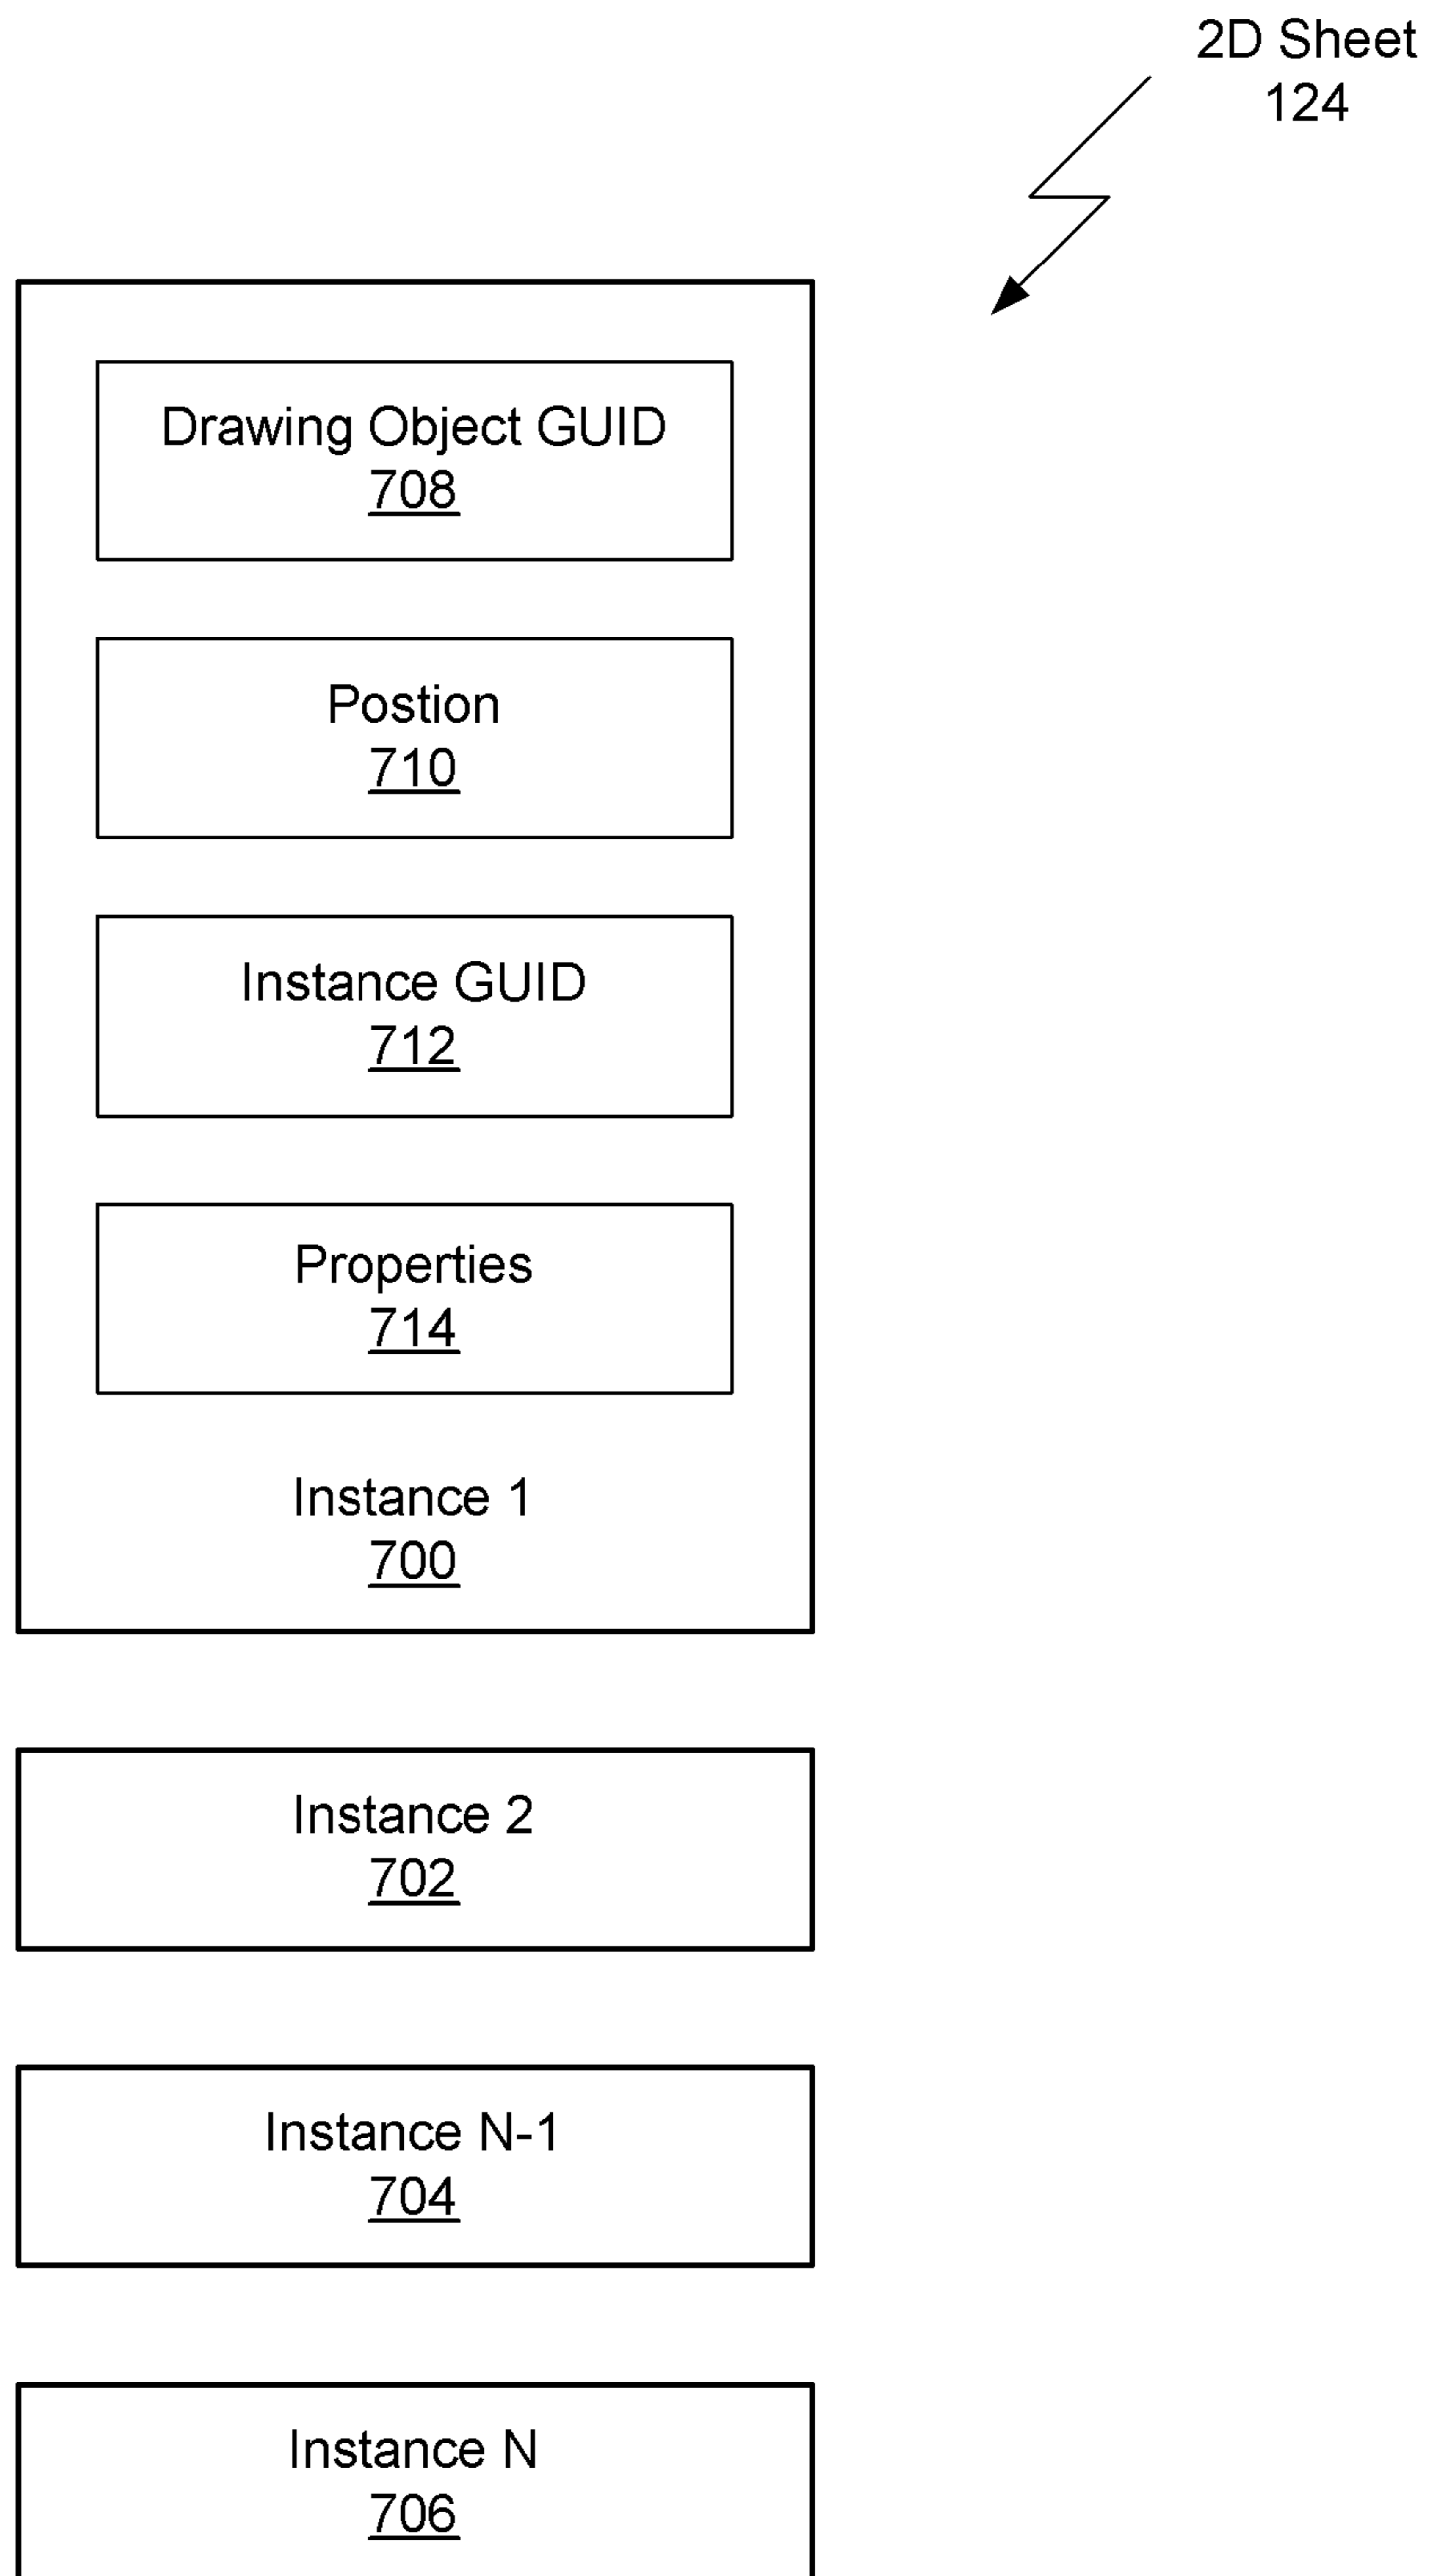 2D Sheet
124
Drawing Object GUID
708
Postion
710
Instance GUID
712
Properties
714
Instance 1
700
Instance 2
702
Instance N-1
704
Instance N
706